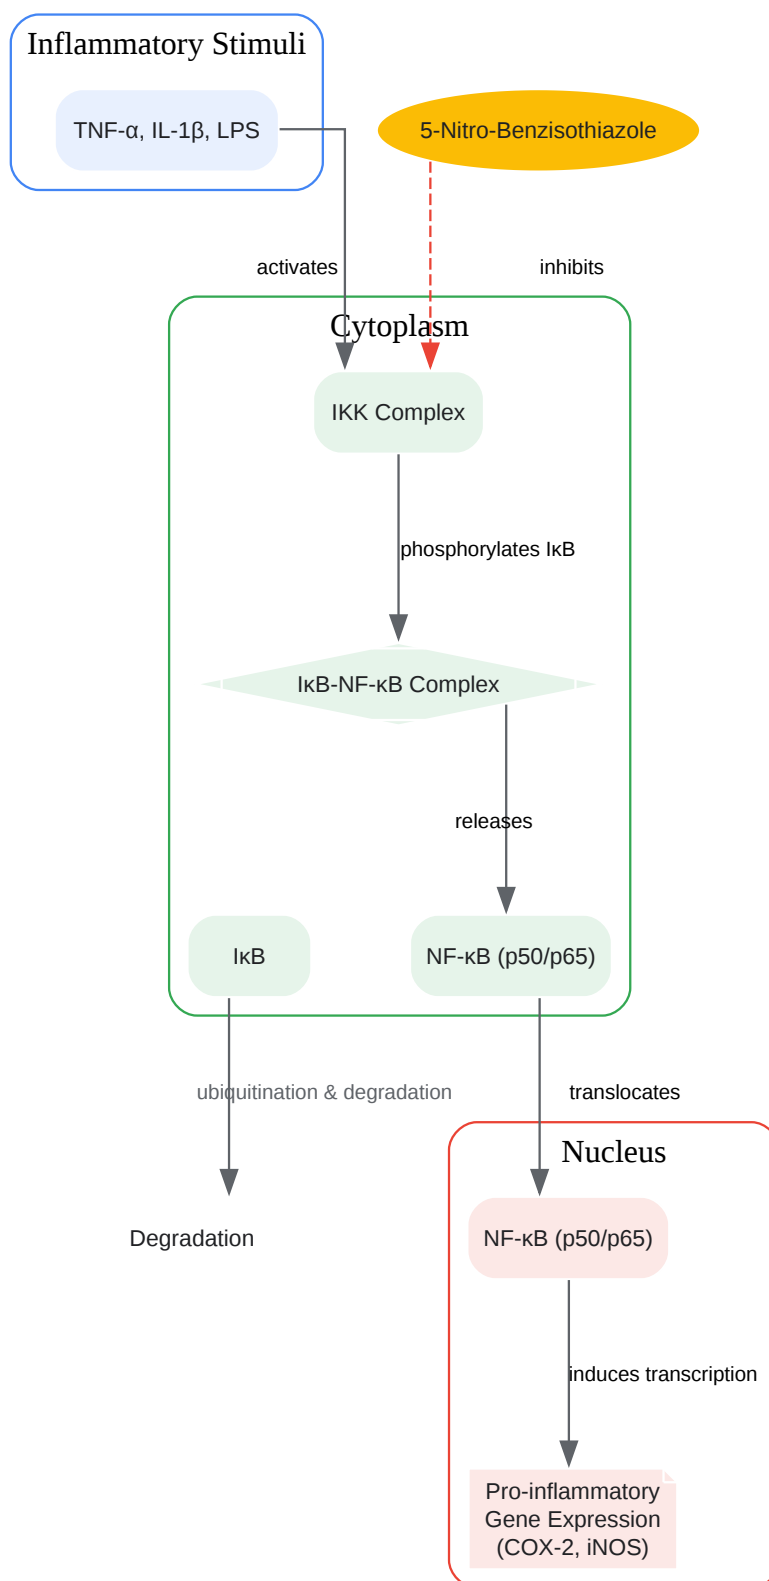 Inflammatory Stimuli
TNF-α, IL-1β, LPS
5-Nitro-Benzisothiazole
activates
inhibits
Cytoplasm
IKK Complex
phosphorylates IκB
IκB-NF-κB Complex
releases
IκB
NF-κB (p50/p65)
ubiquitination & degradation
translocates
Nucleus
Degradation
NF-κB (p50/p65)
induces transcription
Pro-inflammatory
Gene Expression
(COX-2, iNOS)